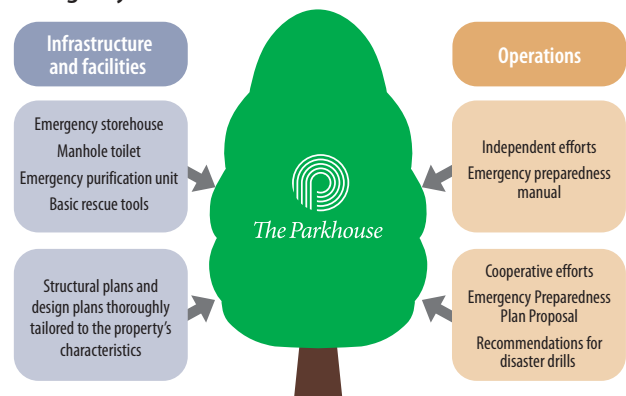 Infrastructure
and facilities
Emergency storehouse
Manhole toilet
Emergency purification unit
Basic rescue tools
Structural plans and
design plans thoroughly
tailored to the property's
characteristics
The Parkhouse
Operations
Independent efforts
Emergency preparedness
manual
Cooperative efforts
Emergency Preparedness
Plan Proposal
Recommendations for
disaster drills